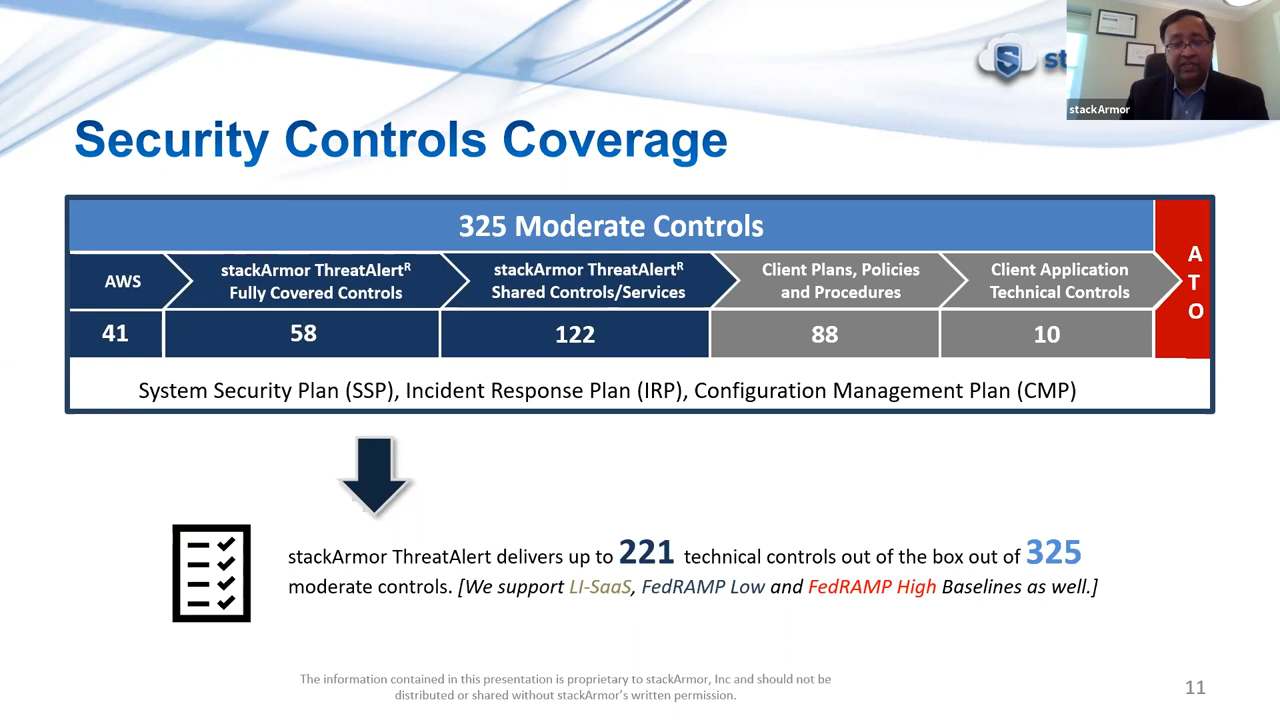 st
stackArmor
Security Controls Coverage
325 Moderate Controls
A
T
O
AWS
stackArmor ThreatAlertR
Fully Covered Controls
stackArmor ThreatAlertR
Shared Controls/Services
Client Plans, Policies
and Procedures
Client Application
Technical Controls
41
58
122
88
10
System Security Plan (SSP), Incident Response Plan (IRP), Configuration Management Plan (CMP)
stackArmor ThreatAlert delivers up to 221 technical controls out of the box out of 325
moderate controls. [We support LI-SaaS, FedRAMP Low and FedRAMP High Baselines as well.]
The information contained in this presentation is proprietary to stackArmor, Inc and should not be
distributed or shared without stackArmor's written permission.
11